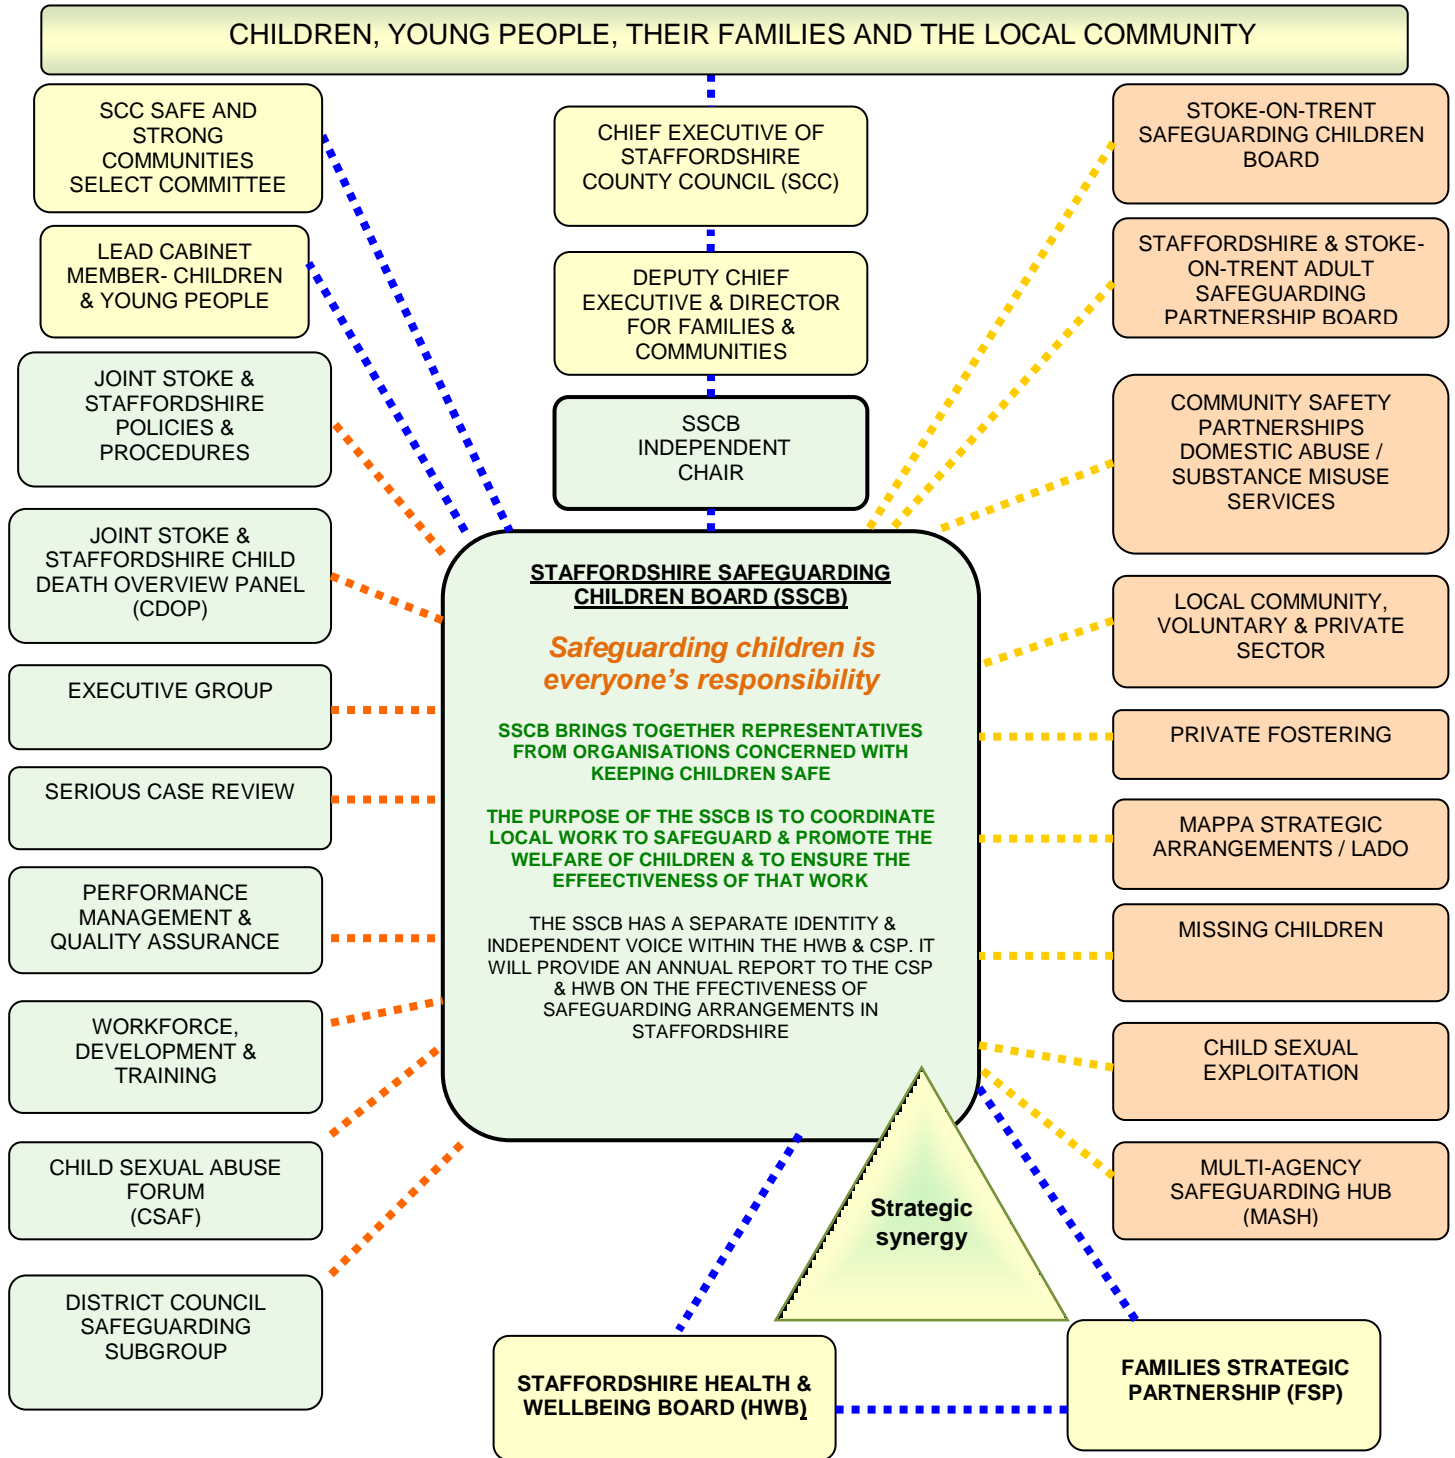 CHILDREN, YOUNG PEOPLE, THEIR FAMILIES AND THE LOCAL COMMUNITY
SCC SAFE AND
STRONG
COMMUNITIES
SELECT COMMITTEE
LEAD CABINET
MEMBER- CHILDREN
& YOUNG PEOPLE
JOINT STOKE &
STAFFORDSHIRE
POLICIES &
PROCEDURES
JOINT STOKE &
STAFFORDSHIRE CHILD
DEATH OVERVIEW PANEL
(CDOP)
EXECUTIVE GROUP
SERIOUS CASE REVIEW
PERFORMANCE
MANAGEMENT &
QUALITY ASSURANCE
WORKFORCE,
DEVELOPMENT &
TRAINING
CHILD SEXUAL ABUSE
FORUM
(CSAF)
DISTRICT COUNCIL
SAFEGUARDING
SUBGROUP
CHIEF EXECUTIVE OF
STAFFORDSHIRE
COUNTY COUNCIL (SCC)
DEPUTY CHIEF
EXECUTIVE & DIRECTOR
FOR FAMILIES &
COMMUNITIES
SSCB
INDEPENDENT
CHAIR
STAFFORDSHIRE SAFEGUARDING
CHILDREN BOARD (SSCB)
Safeguarding children is
everyone's responsibility
SSCB BRINGS TOGETHER REPRESENTATIVES
FROM ORGANISATIONS CONCERNED WITH
KEEPING CHILDREN SAFE
THE PURPOSE OF THE SSCB IS TO COORDINATE
LOCAL WORK TO SAFEGUARD & PROMOTE THE
WELFARE OF CHILDREN & TO ENSURE THE
EFFEECTIVENESS OF THAT WORK
THE SSCB HAS A SEPARATE IDENTITY &
INDEPENDENT VOICE WITHIN THE HWB & CSP. IT
WILL PROVIDE AN ANNUAL REPORT TO THE CSP
& HWB ON THE FFECTIVENESS OF
SAFEGUARDING ARRANGEMENTS IN
STAFFORDSHIRE
Strategic
synergy
STAFFORDSHIRE HEALTH &
WELLBEING BOARD (HWB)
FAMILIES STRATEGIC
PARTNERSHIP (FSP)
STOKE-ON-TRENT
SAFEGUARDING CHILDREN
BOARD
STAFFORDSHIRE & STOKE-
ON-TRENT ADULT
SAFEGUARDING
PARTNERSHIP BOARD
COMMUNITY SAFETY
PARTNERSHIPS
DOMESTIC ABUSE /
SUBSTANCE MISUSE
SERVICES
LOCAL COMMUNITY,
VOLUNTARY & PRIVATE
SECTOR
PRIVATE FOSTERING
MAPPA STRATEGIC
ARRANGEMENTS / LADO
MISSING CHILDREN
CHILD SEXUAL
EXPLOITATION
MULTI-AGENCY
SAFEGUARDING HUB
(MASH)